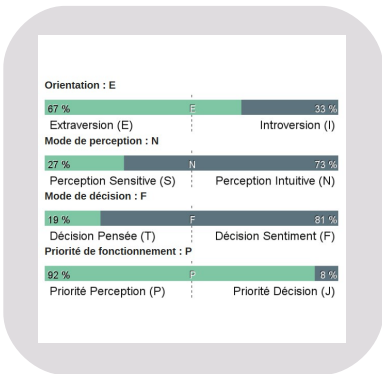 Orientation : E
67 % E 33 %
Extraversion (E) Introversion (I)
Mode de perception : N
27 % N 73 %
Perception Sensitive (S) Perception Intuitive (N)
Mode de décision : F
19 % F 81 %
Décision Pensée (T) Décision Sentiment (F)
Priorité de fonctionnement : P
92 % P 8 %
Priorité Perception (P) Priorité Décision (J)